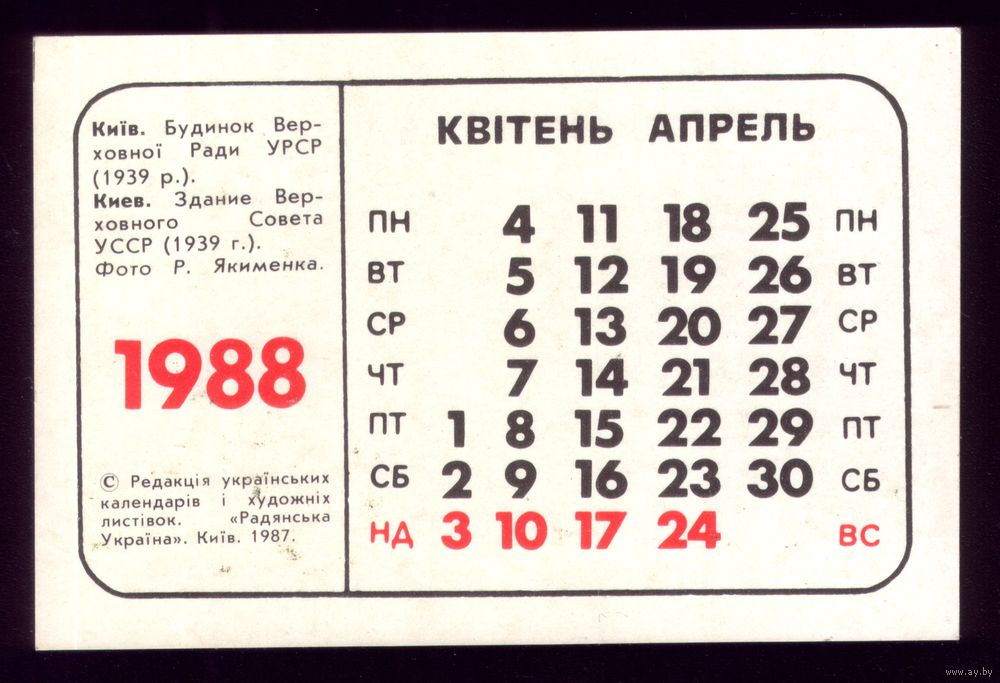 Київ. Будинок Вер-
ховної Ради УРСР
(1939 р.).
Киев. Здание Вер-
ховного Совета
УССР (1939 г.).
Фото Р. Якименка.
1988
© Редакція українських
календарів і художніх
листівок. «Радянська
Україна». Київ. 1987.
КВІТЕНЬ АПРЕЛЬ
ПН 4 11 18 25 ПН
ВТ 5 12 19 26 ВТ
СР 6 13 20 27 СР
ЧТ 7 14 21 28 ЧТ
ПТ 1 8 15 22 29 ПТ
СБ 2 9 16 23 30 СБ
НД 3 10 17 24 ВС
www.ay.by